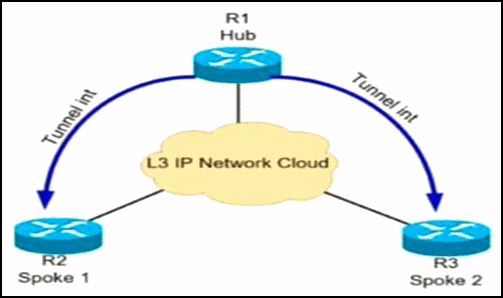 R1
Hub
Tunnel int
Tunnel int
L3 IP Network Cloud
R2
Spoke 1
R3
Spoke 2